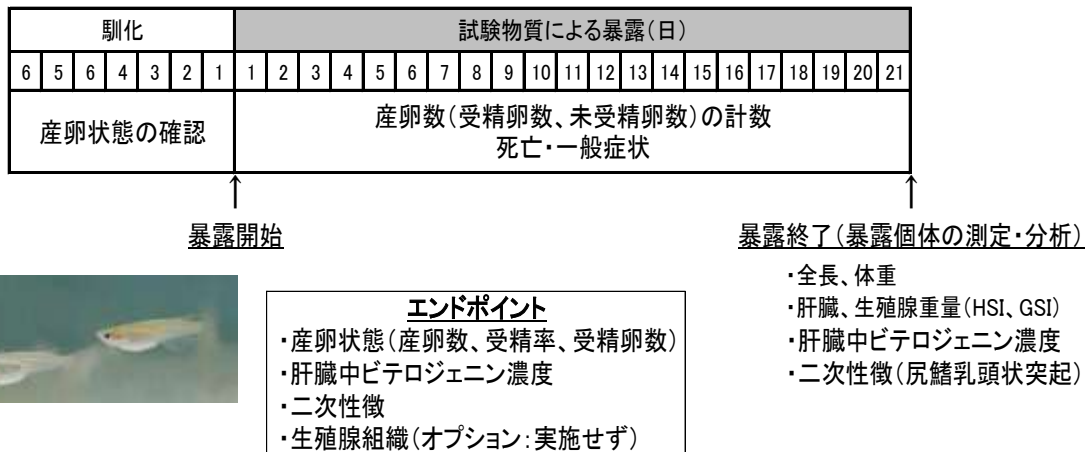 馴化 試験物質による暴露(日)
6 5 6 4 3 2 1 1 2 3 4 5 6 7 8 9 10 11 12 13 14 15 16 17 18 19 20 21
産卵状態の確認
産卵数(受精卵数、未受精卵数)の計数
死亡・一般症状
↑ ↑
暴露開始
暴露終了(暴露個体の測定・分析)
・全長、体重
・肝臓、生殖腺重量(HSI、GSI)
・肝臓中ビテロジェニン濃度
・二次性徴(尻鰭乳頭状突起)
エンドポイント
・産卵状態(産卵数、受精率、受精卵数)
・肝臓中ビテロジェニン濃度
・二次性徴
・生殖腺組織(オプション:実施せず)